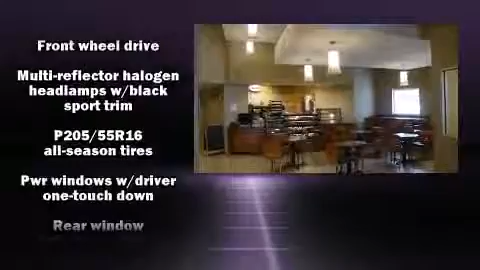 Front wheel drive
Multi-reflector halogen
headlamps w/black
sport trim
P205/55R16
all-season tires
Pwr windows w/driver
one-touch down
Rear window